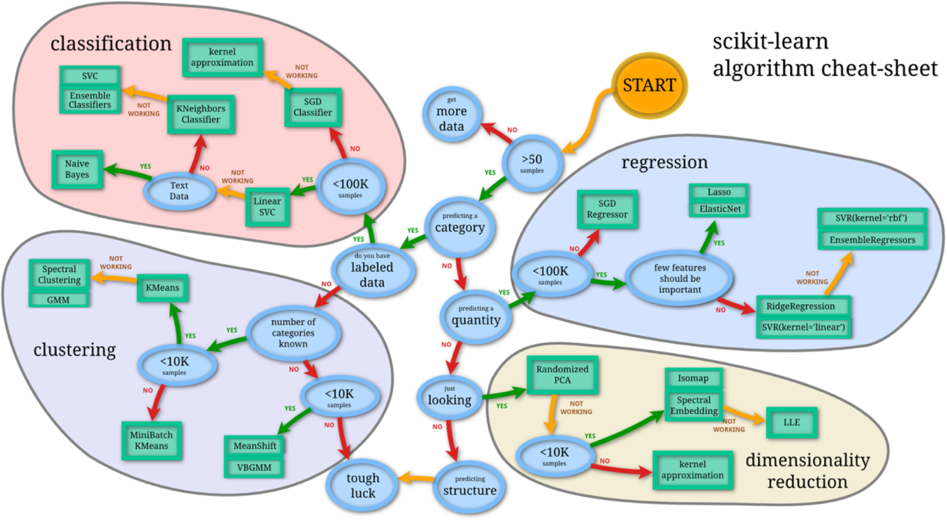 scikit-learn
algorithm cheat-sheet
START
get
more
data
NO
>50
samples
YES
predicting a
category
YES
NO
do you have
labeled
data
YES
NO
predicting a
quantity
YES
NO
just
looking
YES
NO
predicting
structure
tough
luck
classification
kernel
approximation
NOT
WORKING
SGD
Classifier
NO
<100K
samples
YES
Linear
SVC
NOT
WORKING
Text
Data
YES
Naive
Bayes
NO
KNeighbors
Classifier
NOT
WORKING
SVC
Ensemble
Classifiers
clustering
number of
categories
known
YES
NO
<10K
samples
YES
KMeans
NOT
WORKING
Spectral
Clustering
GMM
NO
MiniBatch
KMeans
<10K
samples
YES
MeanShift
VBGMM
NO
regression
<100K
samples
NO
SGD
Regressor
YES
few features
should be
important
YES
Lasso
ElasticNet
NO
RidgeRegression
SVR(kernel='linear')
NOT
WORKING
SVR(kernel='rbf')
EnsembleRegressors
dimensionality
reduction
Randomized
PCA
NOT
WORKING
<10K
samples
YES
Isomap
Spectral
Embedding
NOT
WORKING
LLE
NO
kernel
approximation